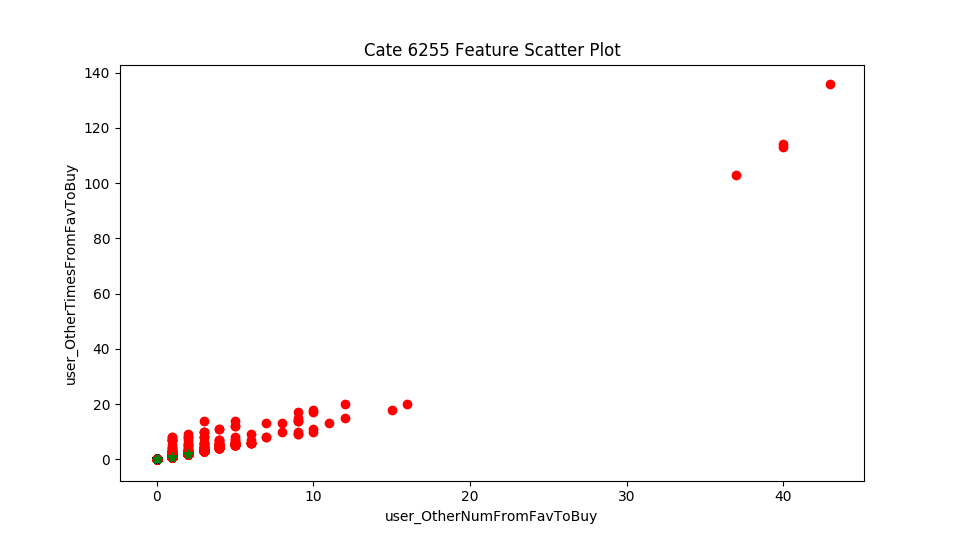 Cate 6255 Feature Scatter Plot
user_OtherTimesFromFavToBuy
140
120
100
80
60
40
20
0
0 10 20 30 40
user_OtherNumFromFavToBuy